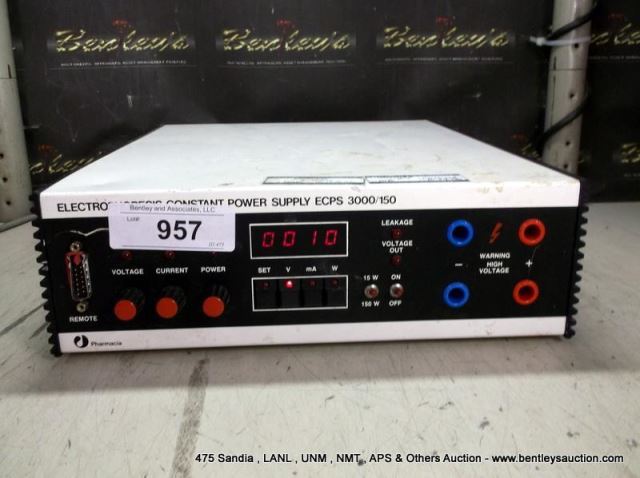 Bentley's Bentley's Bentley's Bentley's
ELECTROPHORESIS CONSTANT POWER SUPPLY ECPS 3000/150
Bentley and Associates, LLC
Lot#:
957
0010
LEAKAGE
VOLTAGE OUT
VOLTAGE CURRENT POWER
SET V mA W
15 W ON
150 W OFF
WARNING
HIGH
VOLTAGE
- +
REMOTE
Pharmacia
475 Sandia , LANL , UNM , NMT , APS & Others Auction - www.bentleysauction.com